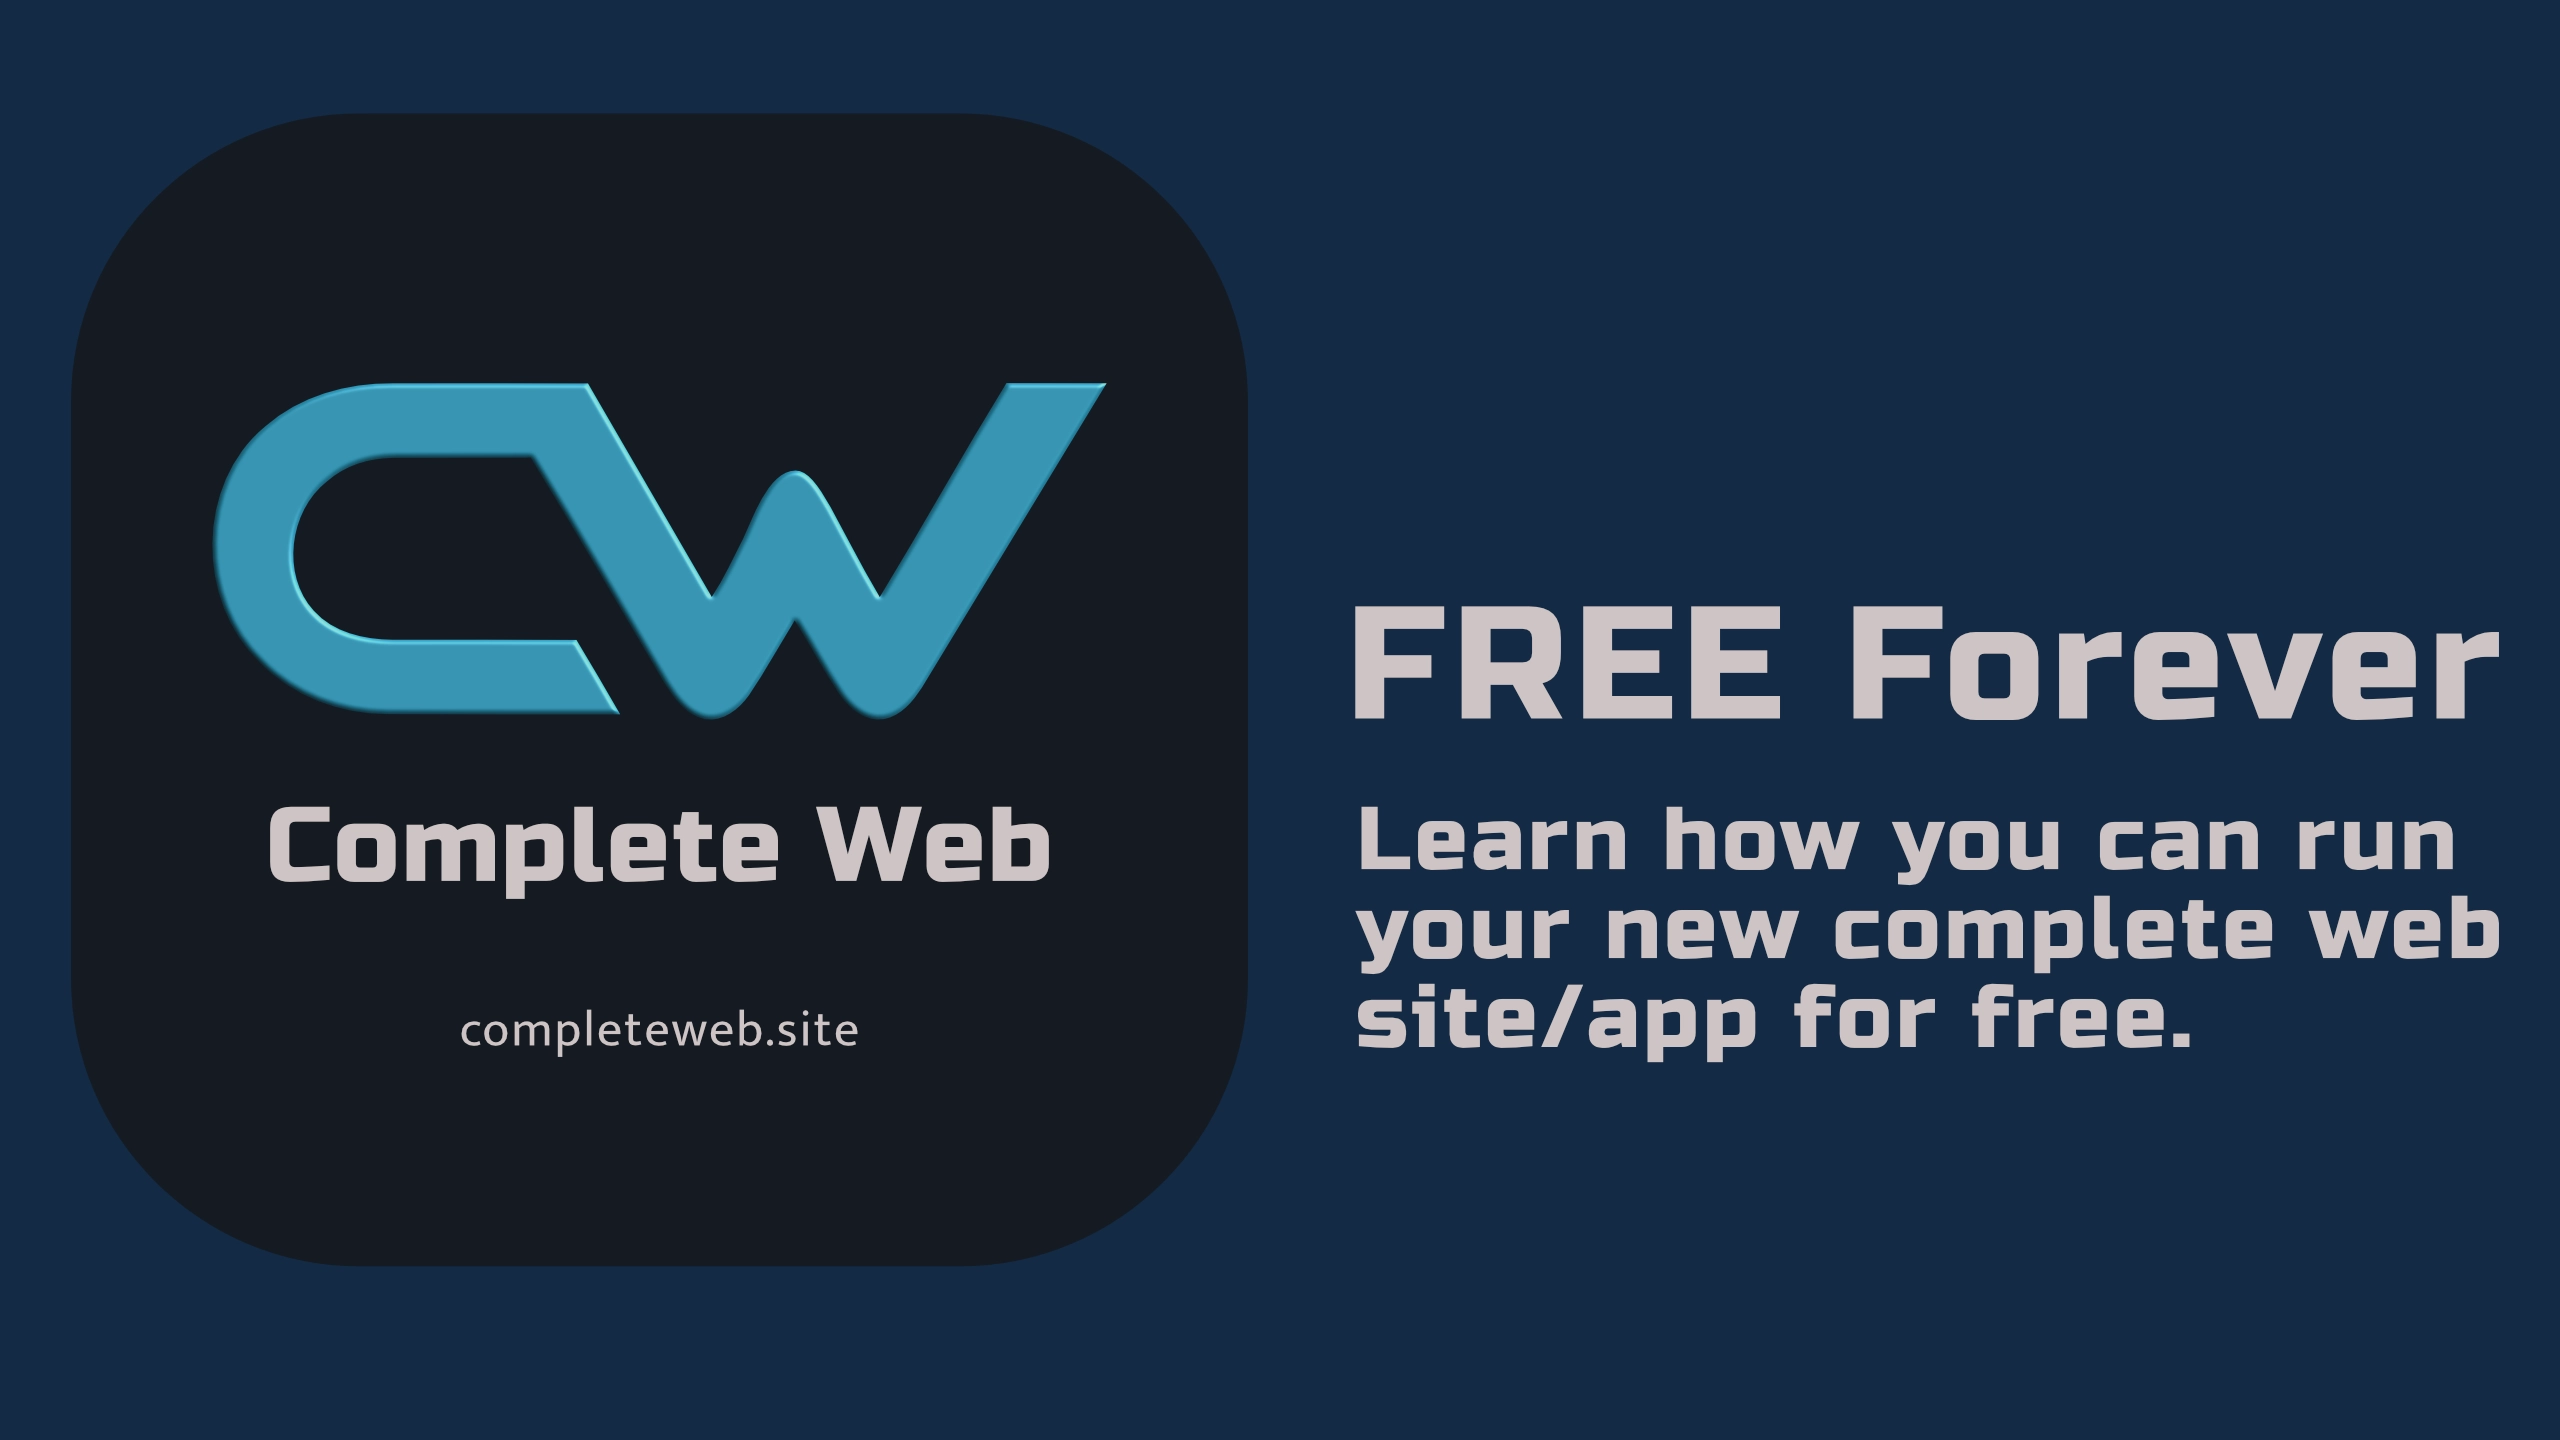 CW
Complete Web
completeweb.site
FREE Forever
Learn how you can run
your new complete web
site/app for free.